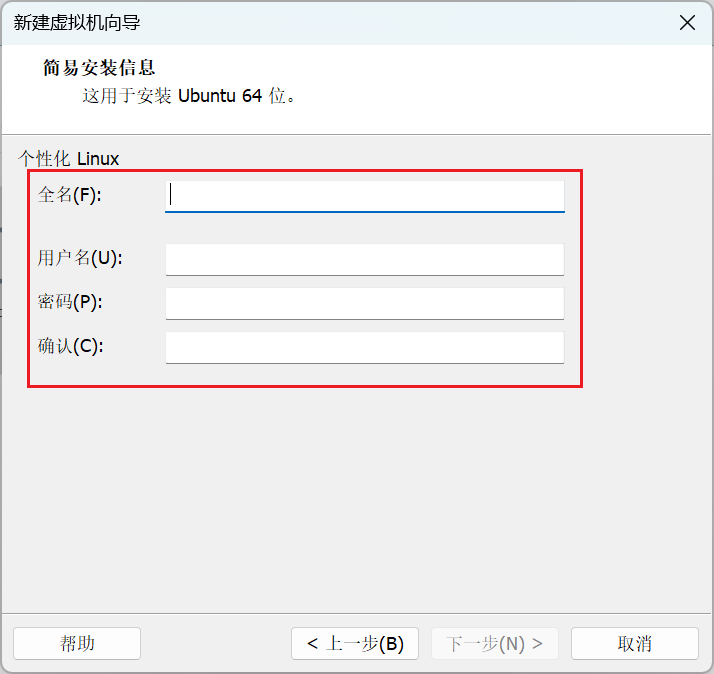 新建虚拟机向导
简易安装信息
这用于安装 Ubuntu 64 位。
个性化 Linux
全名(F):
用户名(U):
密码(P):
确认(C):
帮助
< 上一步(B)
下一步(N) >
取消